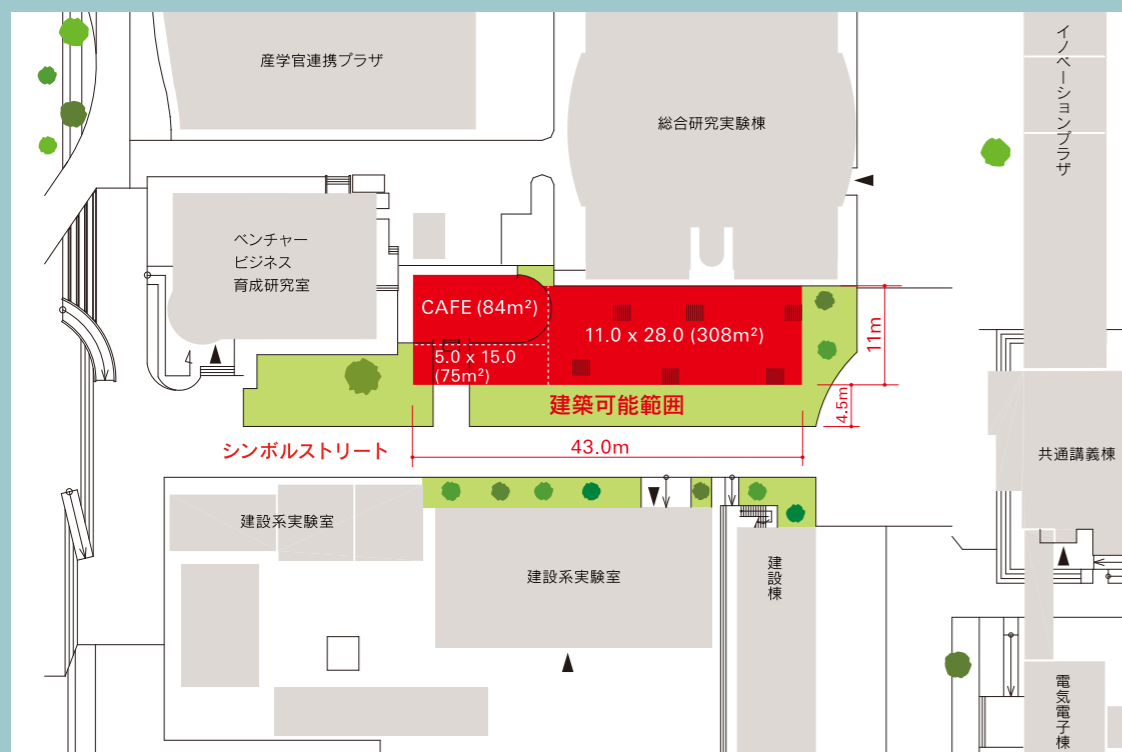 産学官連携プラザ
総合研究実験棟
イノベーションプラザ
ベンチャー
ビジネス
育成研究室
CAFE (84m²)
11.0 x 28.0 (308m²)
5.0 x 15.0
(75m²)
11m
4.5m
建築可能範囲
シンボルストリート
43.0m
共通講義棟
建設系実験室
建設系実験室
建設棟
電気電子棟